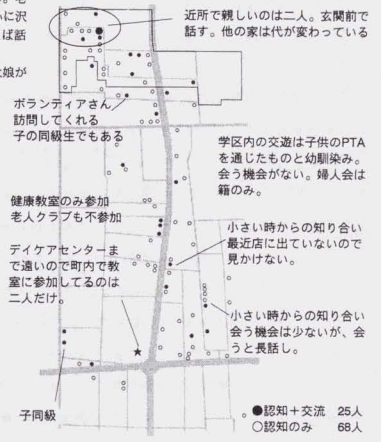 に沢
ば話
娘が
近所で親しいのは二人。玄関前で
話す。他の家は代が変わっている
ボランティアさん
訪問してくれる
子の同級生でもある
学区内の交遊は子供のPTA
を通じたものと幼馴染み。
会う機会がない。婦人会は
籍のみ。
健康教室のみ参加
老人クラブも不参加
小さい時からの知り合い
最近店に出ていないので
見かけない。
デイケアセンターま
で遠いので町内で教
室に参加してるのは
二人だけ。
小さい時からの知り合い
会う機会は少ないが、会
うと長話し。
子同級
●認知+交流 25人
○認知のみ 68人